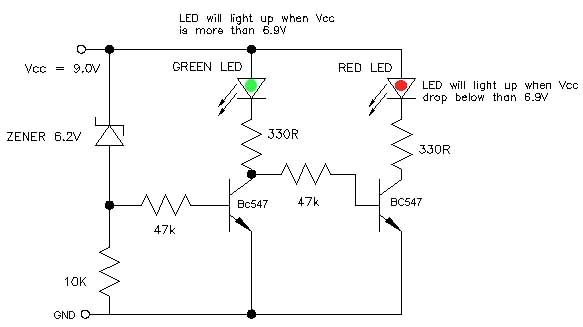 LED will light up when Vcc
is more than 6.9V
Vcc = 9.0V
GREEN LED
RED LED
LED will light up when Vcc
drop below than 6.9V
ZENER 6.2V
330R
330R
47k
Bc547
47k
BC547
10K
GND